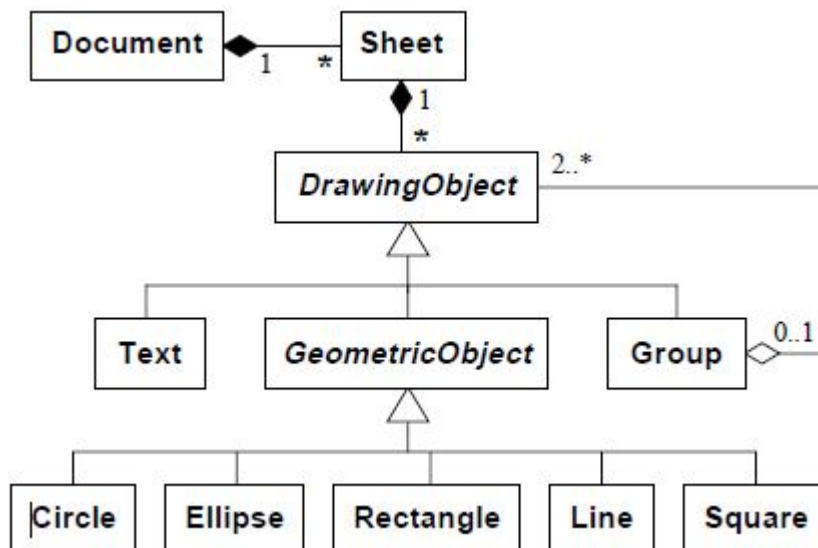 Document
1
*
Sheet
1
*
DrawingObject
2..*
Text
GeometricObject
Group
0..1
Circle
Ellipse
Rectangle
Line
Square